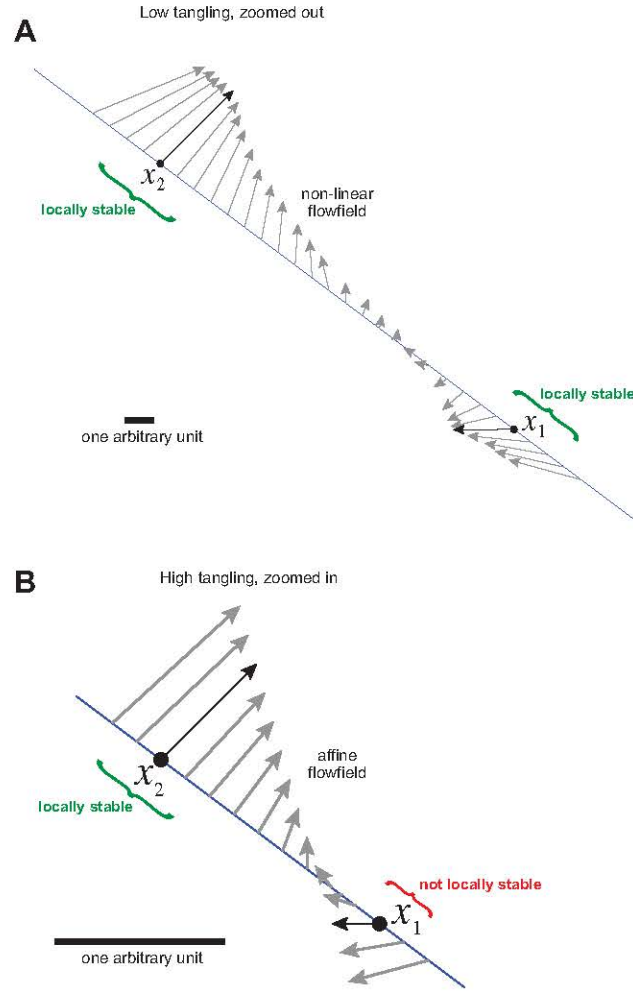 Low tangling, zoomed out
A
x2
locally stable
non-linear
flowfield
locally stable
x1
one arbitrary unit
High tangling, zoomed in
B
x2
locally stable
affine
flowfield
not locally stable
x1
one arbitrary unit